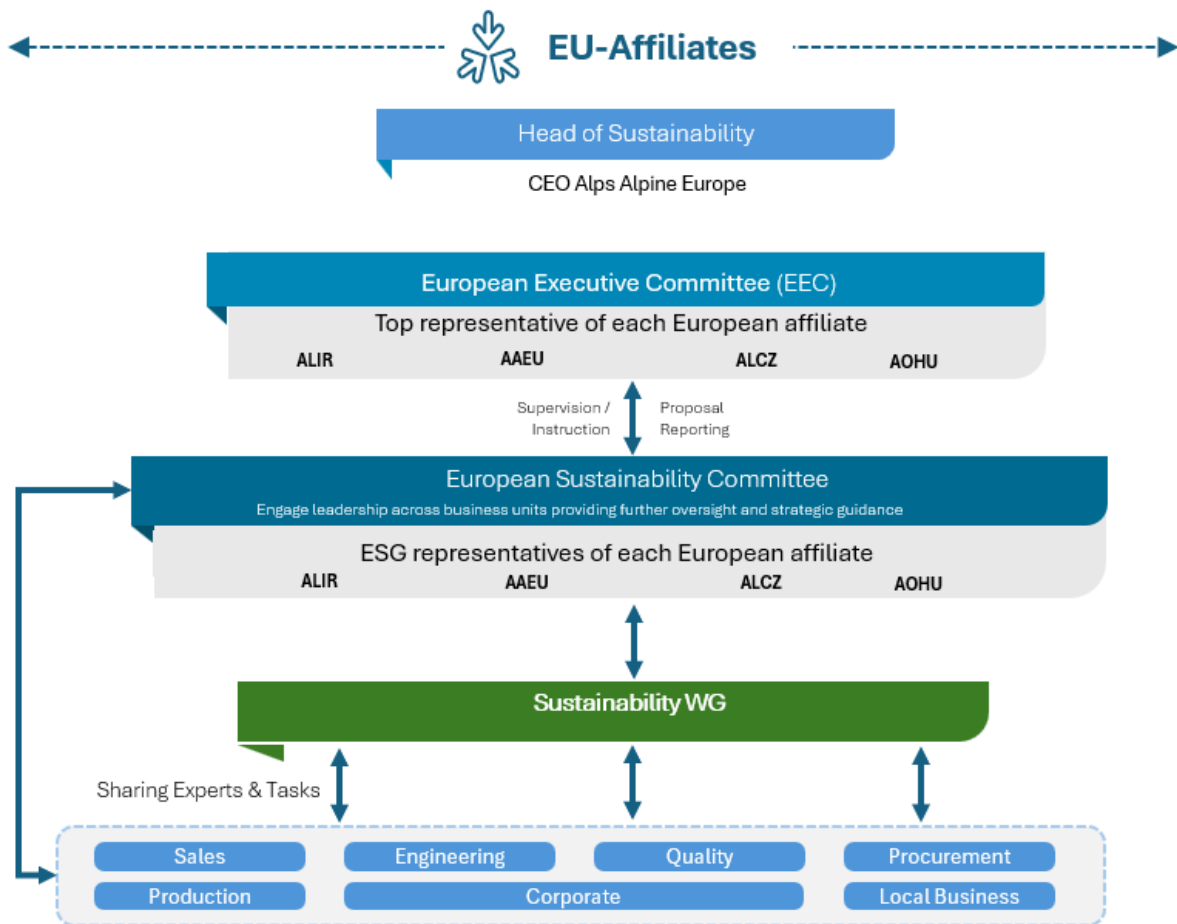 EU-Affiliates
Head of Sustainability
CEO Alps Alpine Europe
European Executive Committee (EEC)
Top representative of each European affiliate
ALIR AAEU ALCZ AOHU
Supervision / Proposal
Instruction Reporting
European Sustainability Committee
Engage leadership across business units providing further oversight and strategic guidance
ESG representatives of each European affiliate
ALIR AAEU ALCZ AOHU
Sustainability WG
Sharing Experts & Tasks
Sales Engineering Quality Procurement
Production Corporate Local Business